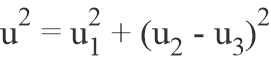 u² = u₁² + (u₂ - u₃)²